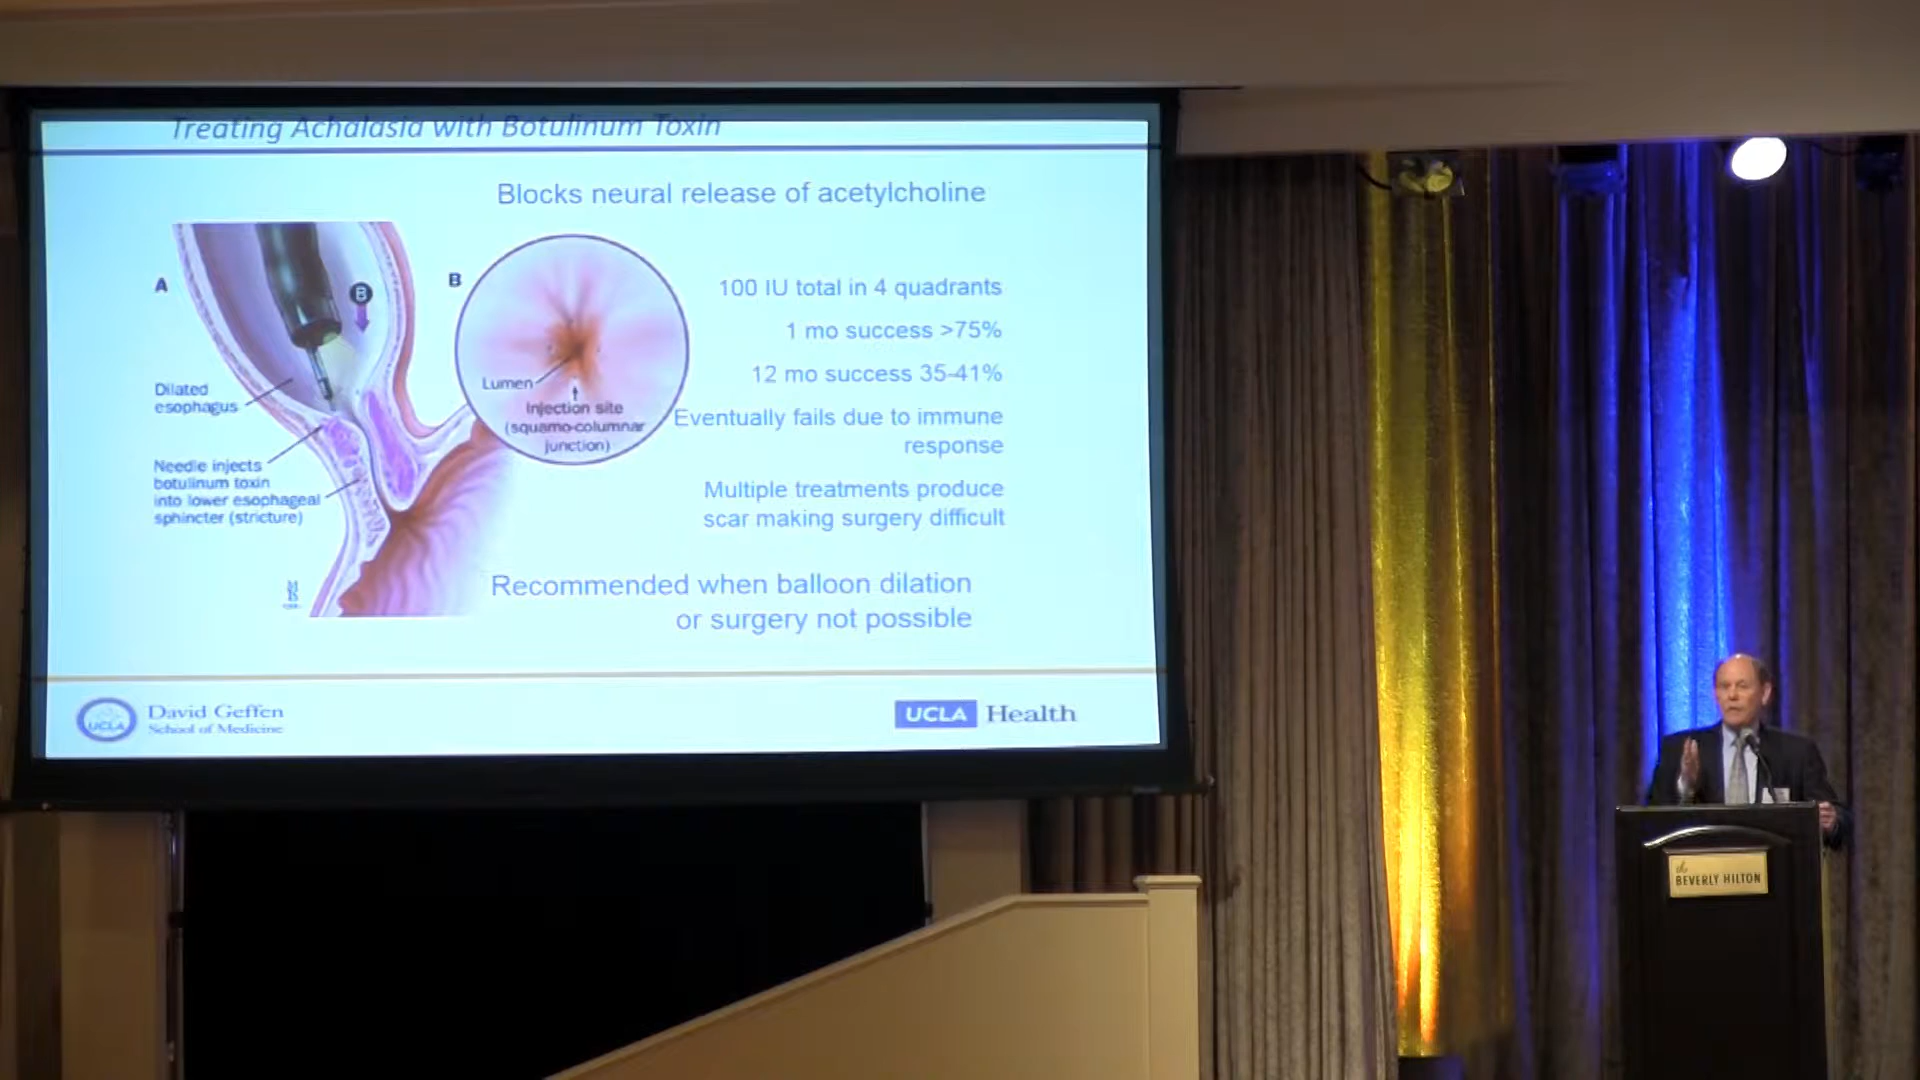 Treating Achalasia with Botulinum Toxin
Blocks neural release of acetylcholine
A
B
B
Dilated
esophagus
Needle injects
botulinum toxin
into lower esophageal
sphincter (stricture)
Lumen
Injection site
(squamo-columnar
junction)
100 IU total in 4 quadrants
1 mo success >75%
12 mo success 35-41%
Eventually fails due to immune
response
Multiple treatments produce
scar making surgery difficult
Recommended when balloon dilation
or surgery not possible
UCLA
David Geffen
School of Medicine
UCLA Health
the
BEVERLY HILTON